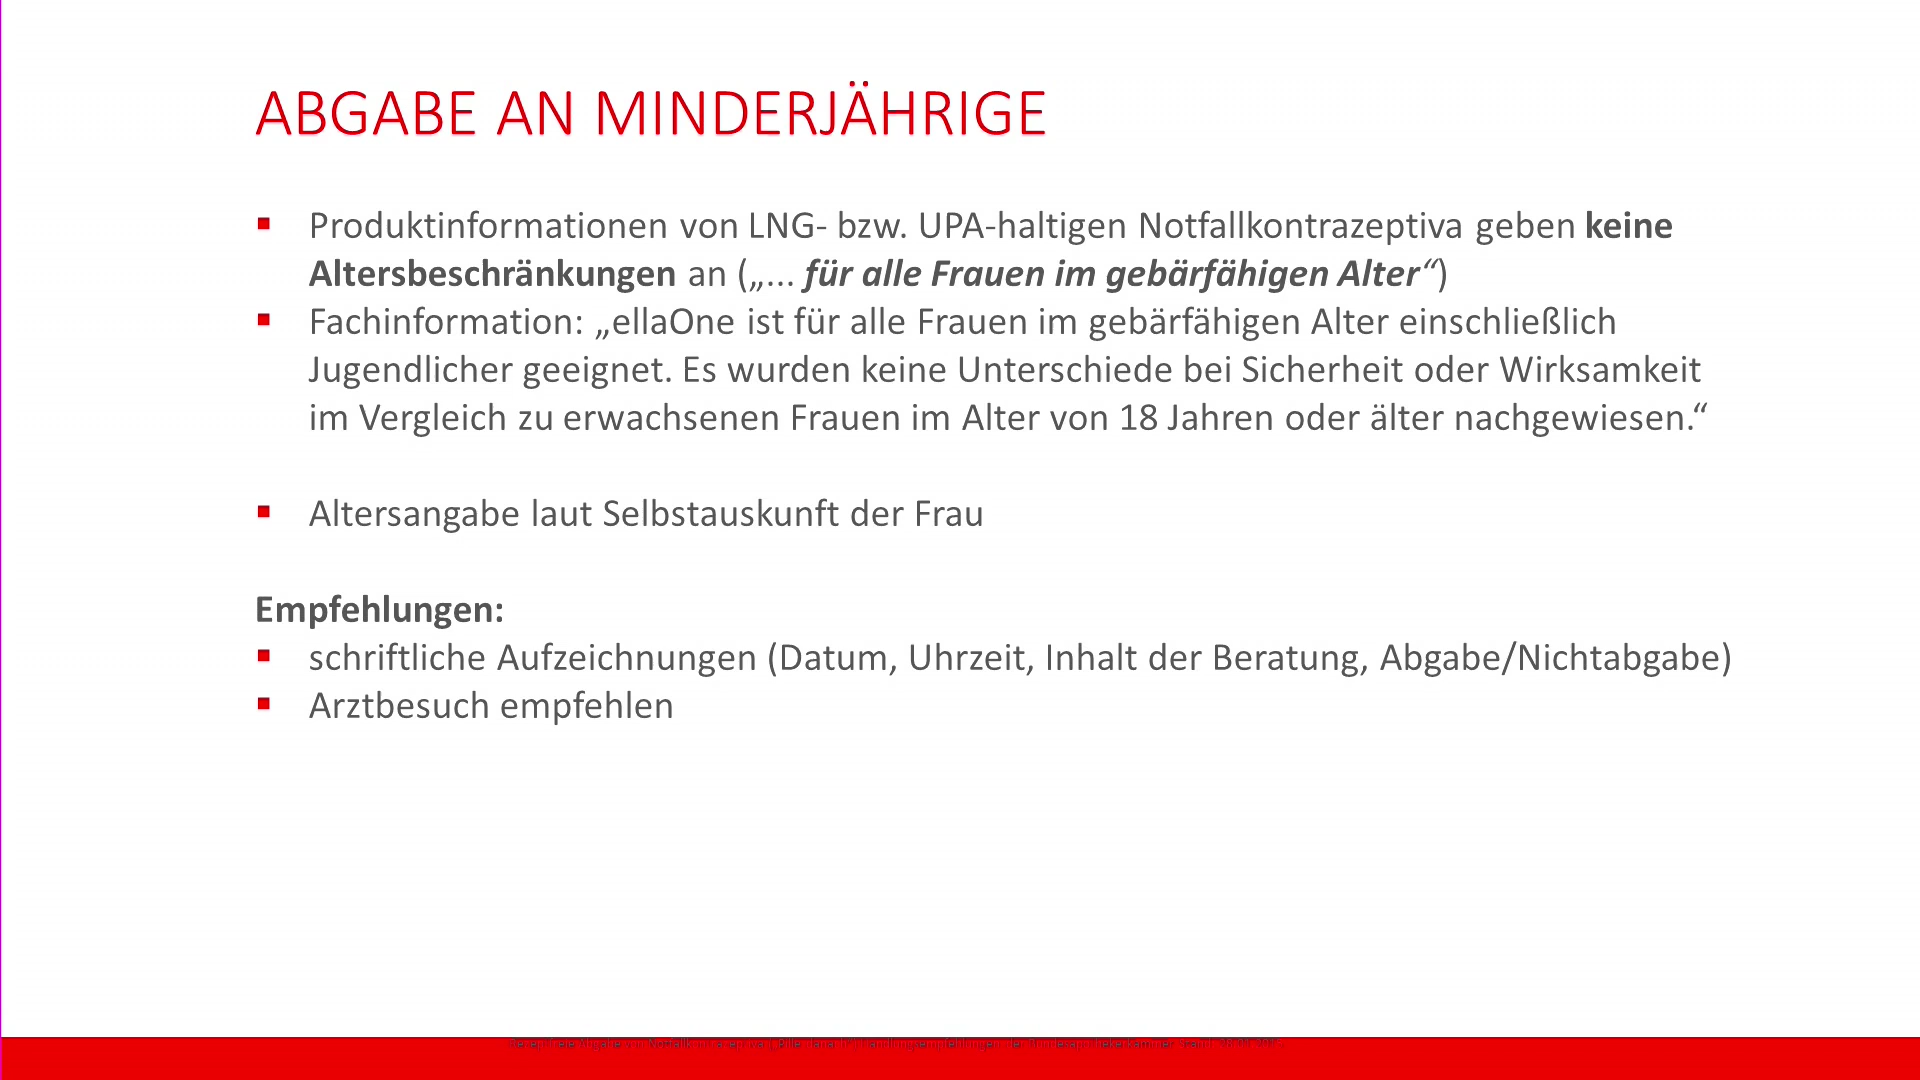 ABGABE AN MINDERJÄHRIGE
▪ Produktinformationen von LNG- bzw. UPA-haltigen Notfallkontrazeptiva geben keine
Altersbeschränkungen an („... für alle Frauen im gebärfähigen Alter“)
▪ Fachinformation: „ellaOne ist für alle Frauen im gebärfähigen Alter einschließlich
Jugendlicher geeignet. Es wurden keine Unterschiede bei Sicherheit oder Wirksamkeit
im Vergleich zu erwachsenen Frauen im Alter von 18 Jahren oder älter nachgewiesen.“
▪ Altersangabe laut Selbstauskunft der Frau
Empfehlungen:
▪ schriftliche Aufzeichnungen (Datum, Uhrzeit, Inhalt der Beratung, Abgabe/Nichtabgabe)
▪ Arztbesuch empfehlen